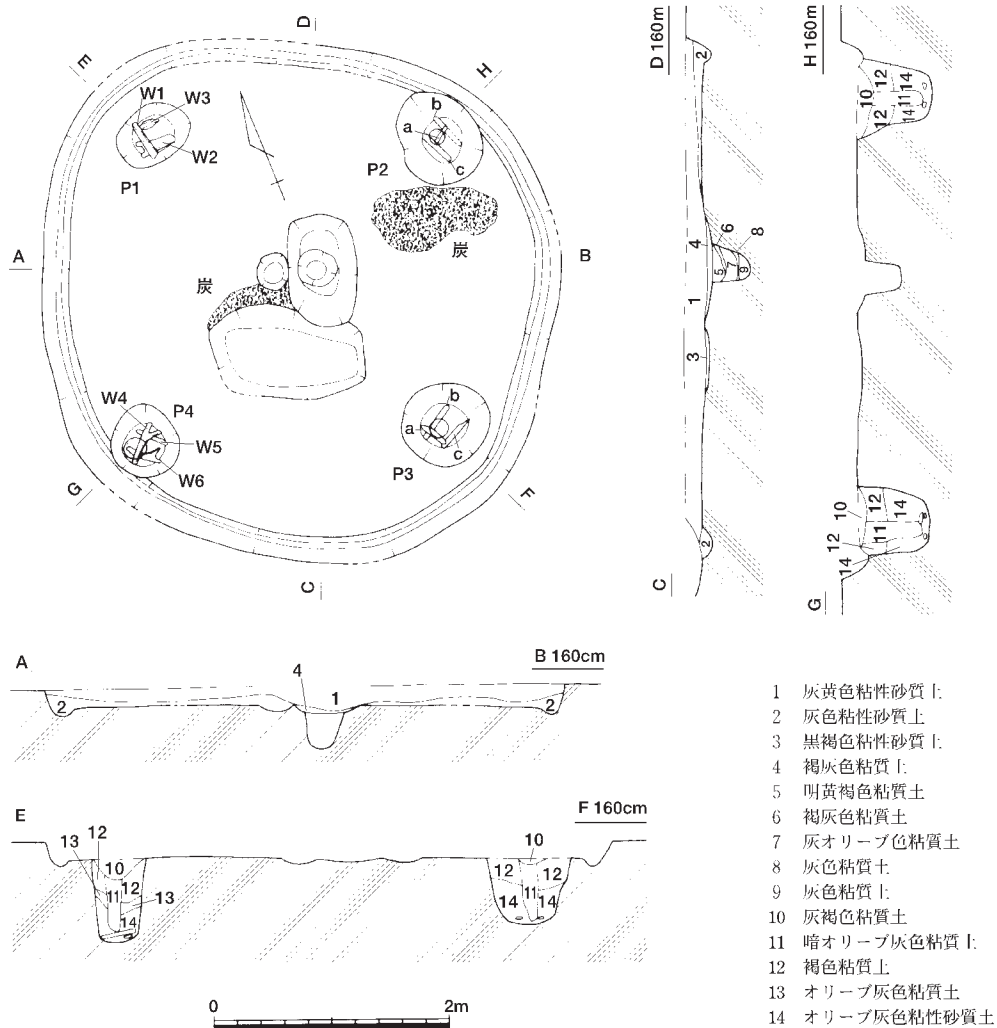 D
E
H
W1
W3
W2
P1
b
a
c
P2
炭
A
B
炭
W4
P4
W5
W6
b
a
c
P3
G
F
C
D 160m
2
6
8
4
5
7
9
1
3
2
C
H 160m
12
14
10
11
12
14
10
12
14
11
12
14
G
A
B 160cm
4
1
2
2
E
F 160cm
12
13
10
11
12
13
14
10
12
12
11
14
14
0
2m
1 灰黄色粘性砂質土
2 灰色粘性砂質土
3 黒褐色粘性砂質土
4 褐灰色粘質土
5 明黄褐色粘質土
6 褐灰色粘質土
7 灰オリーブ色粘質土
8 灰色粘質土
9 灰色粘質土
10 灰褐色粘質土
11 暗オリーブ灰色粘質土
12 褐色粘質土
13 オリーブ灰色粘質土
14 オリーブ灰色粘性砂質土